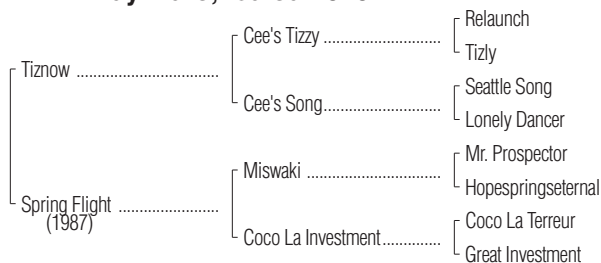 Relaunch
Cee's Tizzy
Tizly
Tiznow
Seattle Song
Cee's Song
Lonely Dancer
Mr. Prospector
Miswaki
Hopespringseternal
Spring Flight
(1987)
Coco La Terreur
Coco La Investment
Great Investment